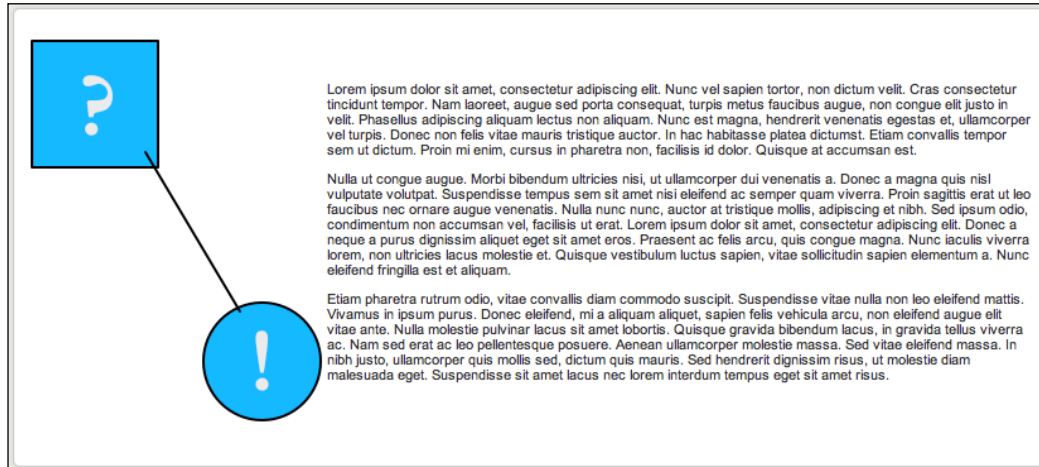 ?
Lorem ipsum dolor sit amet, consectetur adipiscing elit. Nunc vel sapien tortor, non dictum velit. Cras consectetur
tincidunt tempor. Nam laoreet, augue sed porta consequat, turpis metus faucibus augue, non congue elit justo in
velit. Phasellus adipiscing aliquam lectus non aliquam. Nunc est magna, hendrerit venenatis egestas et, ullamcorper
vel turpis. Donec non felis vitae mauris tristique auctor. In hac habitasse platea dictumst. Etiam convallis tempor
sem ut dictum. Proin mi enim, cursus in pharetra non, facilisis id dolor. Quisque at accumsan est.
Nulla ut congue augue. Morbi bibendum ultricies nisi, ut ullamcorper dui venenatis a. Donec a magna quis nisl
vulputate volutpat. Suspendisse tempus sem sit amet nisi eleifend ac semper quam viverra. Proin sagittis erat ut leo
faucibus nec ornare augue venenatis. Nulla nunc nunc, auctor at tristique mollis, adipiscing et nibh. Sed ipsum odio,
condimentum non accumsan vel, facilisis ut erat. Lorem ipsum dolor sit amet, consectetur adipiscing elit. Donec a
neque a purus dignissim aliquet eget sit amet eros. Praesent ac felis arcu, quis congue magna. Nunc iaculis viverra
lorem, non ultricies lacus molestie et. Quisque vestibulum luctus sapien, vitae sollicitudin sapien elementum a. Nunc
eleifend fringilla est et aliquam.
Etiam pharetra rutrum odio, vitae convallis diam commodo suscipit. Suspendisse vitae nulla non leo eleifend mattis.
Vivamus in ipsum purus. Donec eleifend, mi a aliquam aliquet, sapien felis vehicula arcu, non eleifend augue elit
vitae ante. Nulla molestie pulvinar lacus sit amet lobortis. Quisque gravida bibendum lacus, in gravida tellus viverra
ac. Nam sed erat ac leo pellentesque posuere. Aenean ullamcorper molestie massa. Sed vitae eleifend massa. In
nibh justo, ullamcorper quis mollis sed, dictum quis mauris. Sed hendrerit dignissim risus, ut molestie diam
malesuada eget. Suspendisse sit amet lacus nec lorem interdum tempus eget sit amet risus.
!